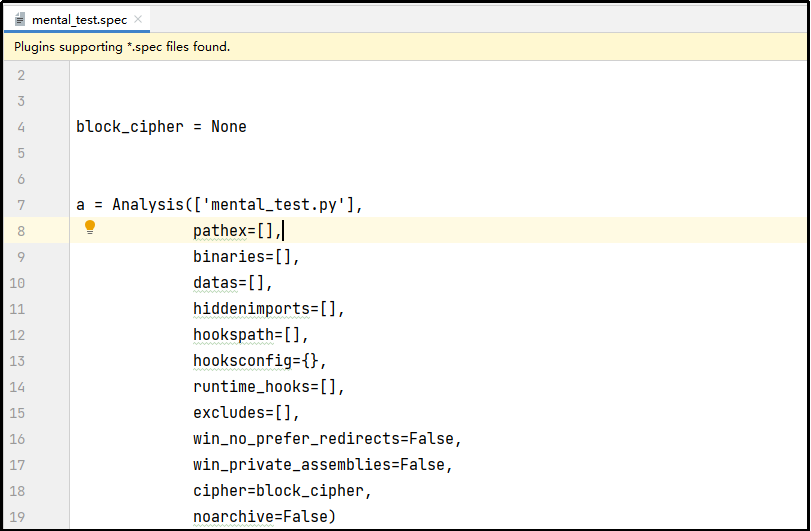 mental_test.spec
Plugins supporting *.spec files found.
2
3
4 block_cipher = None
5
6
7 a = Analysis(['mental_test.py'],
8 pathex=[],
9 binaries=[],
10 datas=[],
11 hiddenimports=[],
12 hookspath=[],
13 hooksconfig={},
14 runtime_hooks=[],
15 excludes=[],
16 win_no_prefer_redirects=False,
17 win_private_assemblies=False,
18 cipher=block_cipher,
19 noarchive=False)